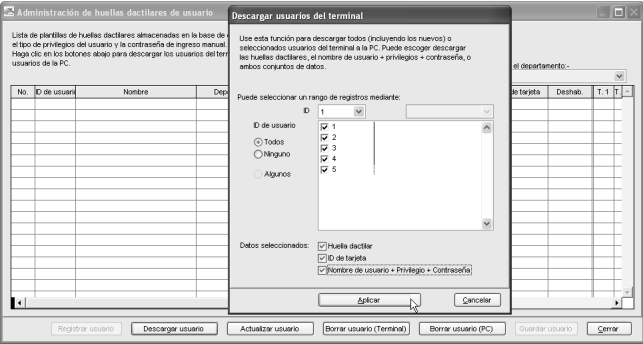 Administración de huellas dactilares de usuario
Lista de plantillas de huellas dactilares almacenadas en la base de
el tipo de privilegios del usuario y la contraseña de ingreso manual.
Haga clic en los botones abajo para descargar los usuarios del terr
usuarios de la PC.
el departamento:-
No. ID de usuari Nombre Depa de tarjeta Deshab. T. 1 T.
Descargar usuarios del terminal
Use esta función para descargar todos (incluyendo los nuevos) o
seleccionados usuarios del terminal a la PC. Puede escoger descargar
las huellas dactilares, el nombre de usuario + privilegios + contraseña, o
ambos conjuntos de datos.
Puede seleccionar un rango de registros mediante:
ID 1
ID de usuario
Todos
Ninguno
Algunos
1
2
3
4
5
Datos seleccionados:
Huella dactilar
ID de tarjeta
Nombre de usuario + Privilegio + Contraseña
Aplicar Cancelar
Registrar usuario Descargar usuario Actualizar usuario Borrar usuario (Terminal) Borrar usuario (PC) Guardar usuario Cerrar